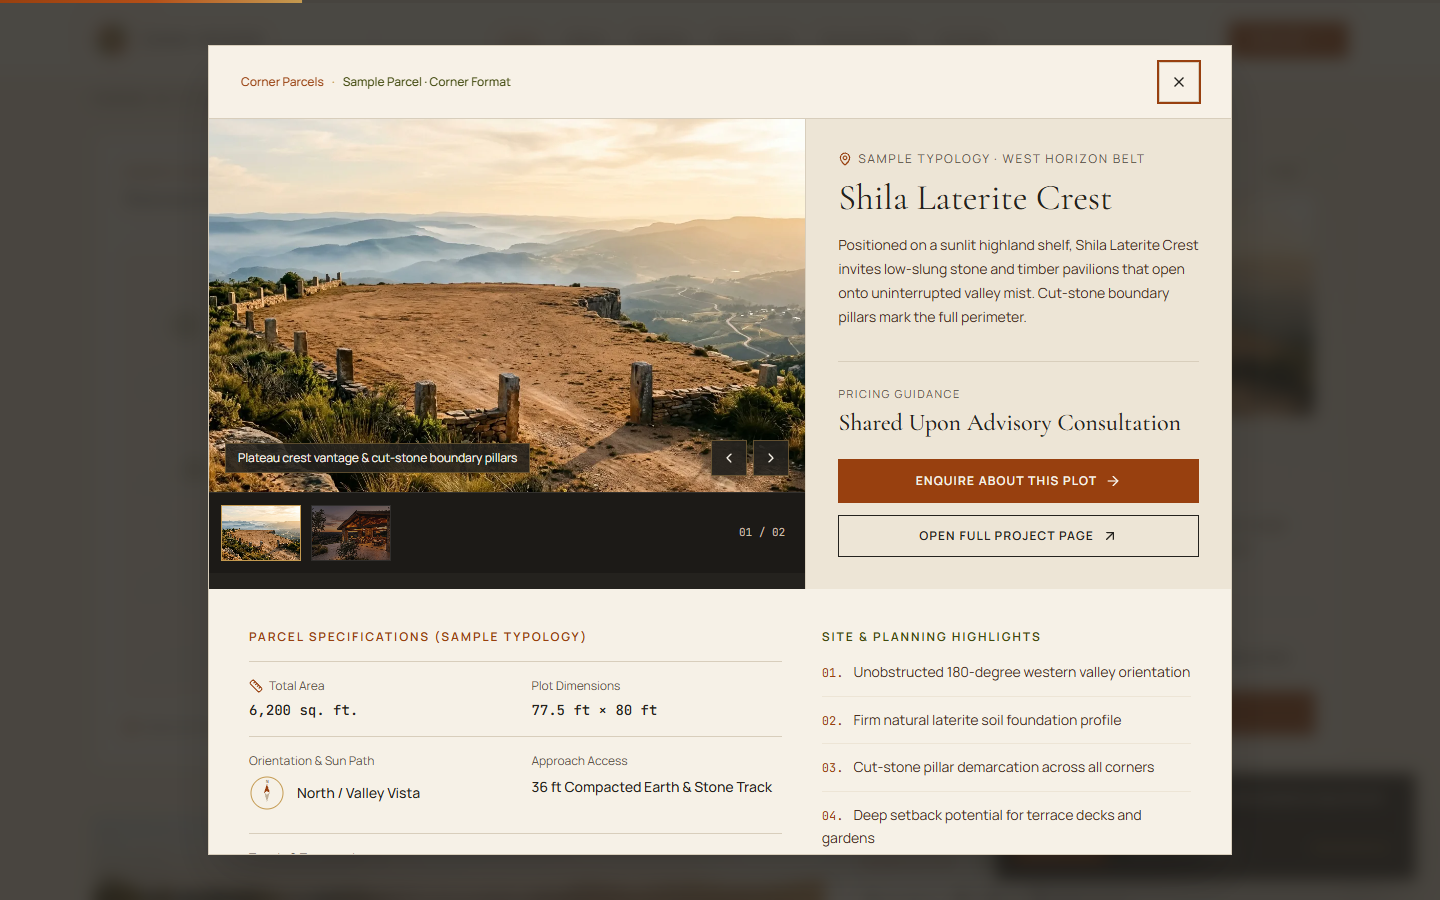 Corner Parcels · Sample Parcel · Corner Format
SAMPLE TYPOLOGY · WEST HORIZON BELT
Shila Laterite Crest
Positioned on a sunlit highland shelf, Shila Laterite Crest
invites low-slung stone and timber pavilions that open
onto uninterrupted valley mist. Cut-stone boundary
pillars mark the full perimeter.
PRICING GUIDANCE
Shared Upon Advisory Consultation
ENQUIRE ABOUT THIS PLOT
OPEN FULL PROJECT PAGE
Plateau crest vantage & cut-stone boundary pillars
01 / 02
PARCEL SPECIFICATIONS (SAMPLE TYPOLOGY)
Total Area
6,200 sq. ft.
Plot Dimensions
77.5 ft × 80 ft
Orientation & Sun Path
North / Valley Vista
Approach Access
36 ft Compacted Earth & Stone Track
SITE & PLANNING HIGHLIGHTS
01. Unobstructed 180-degree western valley orientation
02. Firm natural laterite soil foundation profile
03. Cut-stone pillar demarcation across all corners
04. Deep setback potential for terrace decks and
gardens